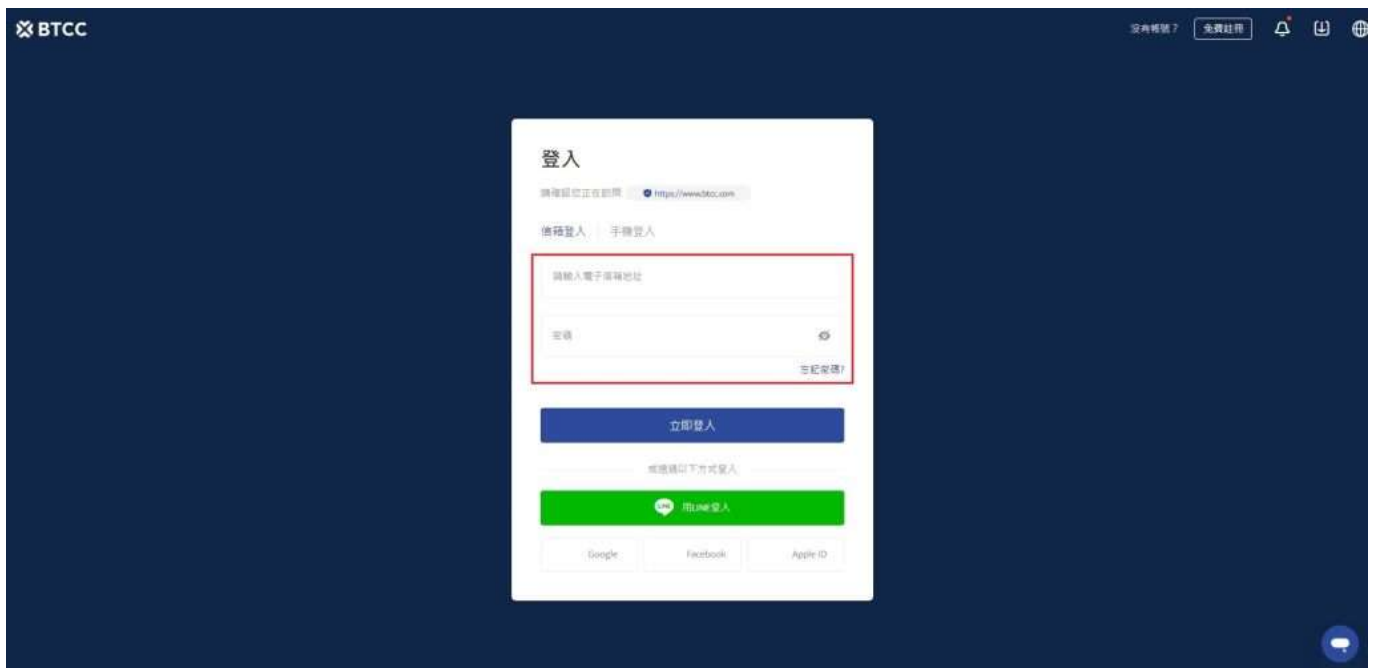 BTCC
沒有帳號？ 免費註冊
登入
請確認您正在訪問 https://www.btcc.com
信箱登入 手機登入
請輸入電子信箱地址
密碼
忘記密碼?
立即登入
或透過以下方式登入
LINE 用LINE登入
Google Facebook Apple ID